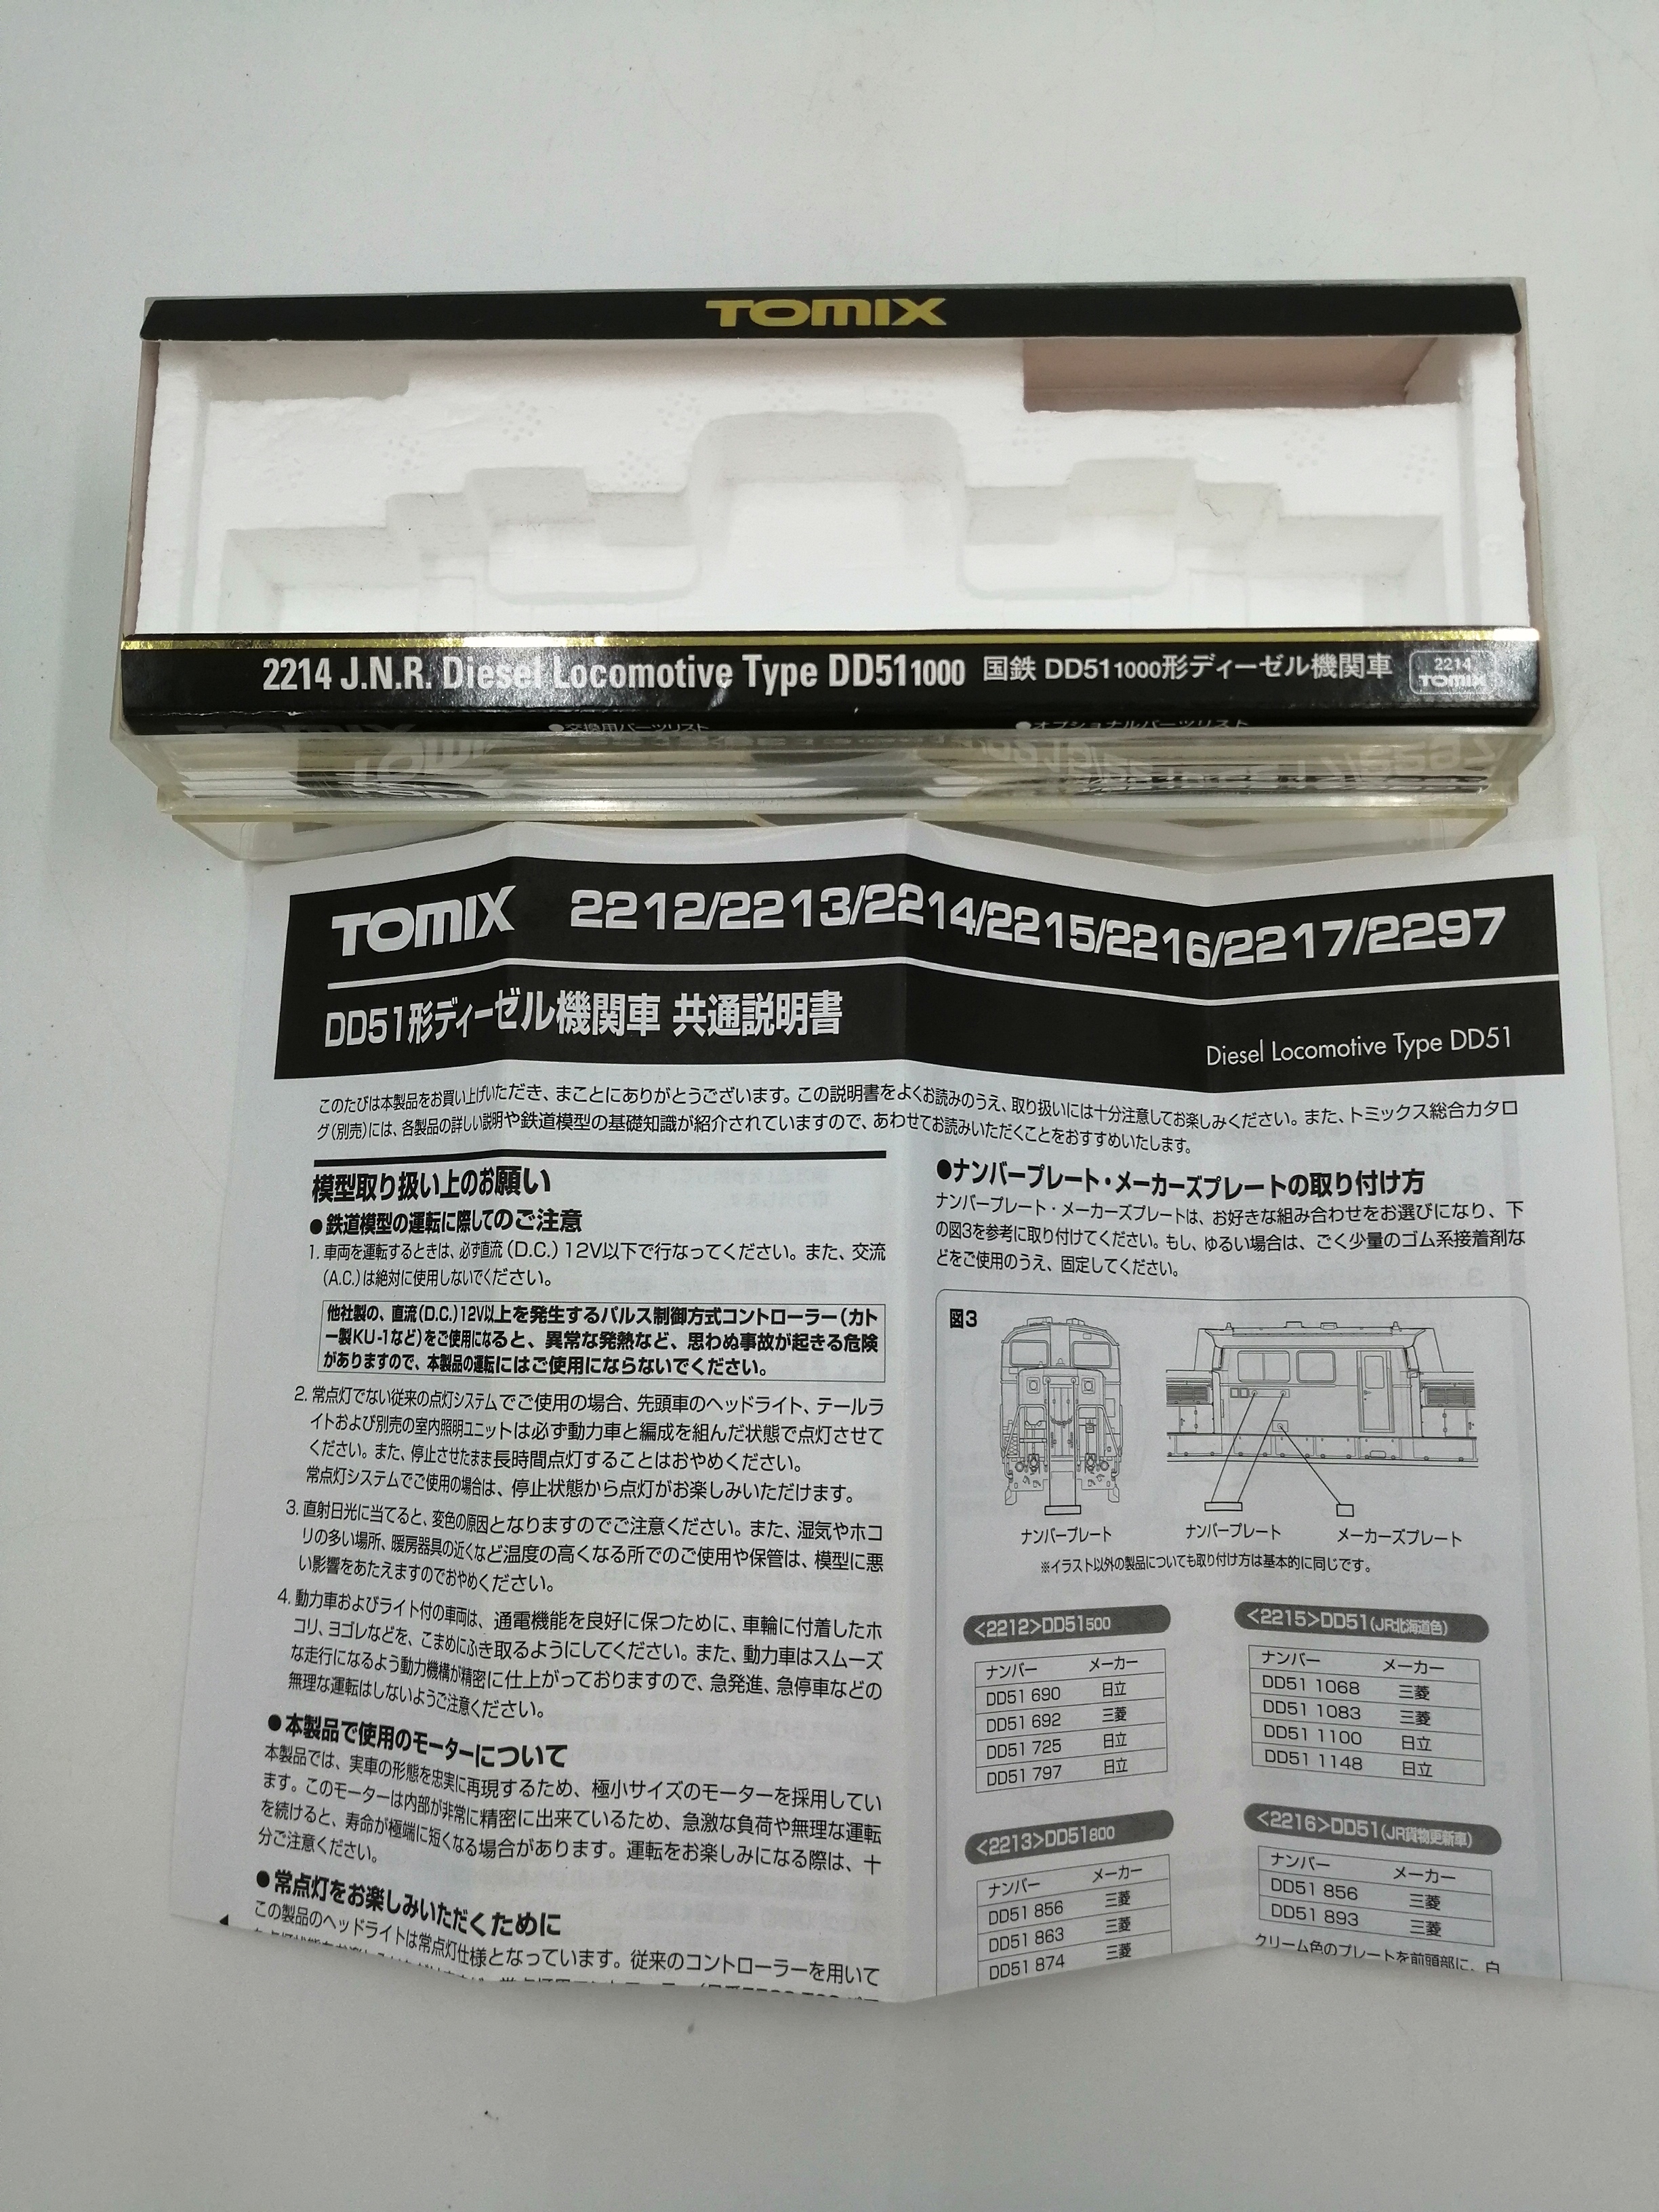 TOMIX
2214 J.N.R. Diesel Locomotive Type DD511000 国鉄 DD511000形ディーゼル機関車 2214 TOMIX
●交換用パーツリスト ●オプショナルパーツリスト
TOMIX 2212/2213/2214/2215/2216/2217/2297
DD51形ディーゼル機関車 共通説明書
Diesel Locomotive Type DD51
このたびは本製品をお買い上げいただき、まことにありがとうございます。この説明書をよくお読みのうえ、取り扱いには十分注意してお楽しみください。また、トミックス総合カタロ
グ(別売)には、各製品の詳しい説明や鉄道模型の基礎知識が紹介されていますので、あわせてお読みいただくことをおすすめいたします。
模型取り扱い上のお願い
●鉄道模型の運転に際してのご注意
1. 車両を運転するときは、必ず直流(D.C.)12V以下で行なってください。また、交流
(A.C.)は絶対に使用しないでください。
他社製の、直流(D.C.)12V以上を発生するパルス制御方式コントローラー(カト
ー製KU-1など)をご使用になると、異常な発熱など、思わぬ事故が起きる危険
がありますので、本製品の運転にはご使用にならないでください。
2. 常点灯でない従来の点灯システムでご使用の場合、先頭車のヘッドライト、テールラ
イトおよび別売の室内照明ユニットは必ず動力車と編成を組んだ状態で点灯させて
ください。また、停止させたまま長時間点灯することはおやめください。
常点灯システムでご使用の場合は、停止状態から点灯がお楽しみいただけます。
3. 直射日光に当てると、変色の原因となりますのでご注意ください。また、湿気やホコ
リの多い場所、暖房器具の近くなど温度の高くなる所でのご使用や保管は、模型に悪
い影響をあたえますのでおやめください。
4. 動力車およびライト付の車両は、通電機能を良好に保つために、車輪に付着したホ
コリ、ヨゴレなどを、こまめにふき取るようにしてください。また、動力車はスムーズ
な走行になるよう動力機構が精密に仕上がっておりますので、急発進、急停車などの
無理な運転はしないようご注意ください。
●本製品で使用のモーターについて
本製品では、実車の形態を忠実に再現するため、極小サイズのモーターを採用してい
ます。このモーターは内部が非常に精密に出来ているため、急激な負荷や無理な運転
を続けると、寿命が極端に短くなる場合があります。運転をお楽しみになる際は、十
分ご注意ください。
●常点灯をお楽しみいただくために
この製品のヘッドライトは常点灯仕様となっています。従来のコントローラーを用いて
●ナンバープレート・メーカーズプレートの取り付け方
ナンバープレート・メーカーズプレートは、お好きな組み合わせをお選びになり、下
の図3を参考に取り付けてください。もし、ゆるい場合は、ごく少量のゴム系接着剤な
どをご使用のうえ、固定してください。
図3
ナンバープレート ナンバープレート メーカーズプレート
※イラスト以外の製品についても取り付け方は基本的に同じです。
<2212>DD51500
ナンバー メーカー
DD51 690 日立
DD51 692 三菱
DD51 725 日立
DD51 797 日立
<2213>DD51800
ナンバー メーカー
DD51 856 三菱
DD51 863 三菱
DD51 874 三菱
<2215>DD51(JR北海道色)
ナンバー メーカー
DD51 1068 三菱
DD51 1083 三菱
DD51 1100 日立
DD51 1148 日立
<2216>DD51(JR貨物更新車)
ナンバー メーカー
DD51 856 三菱
DD51 893 三菱
クリーム色のプレートを前頭部に、白